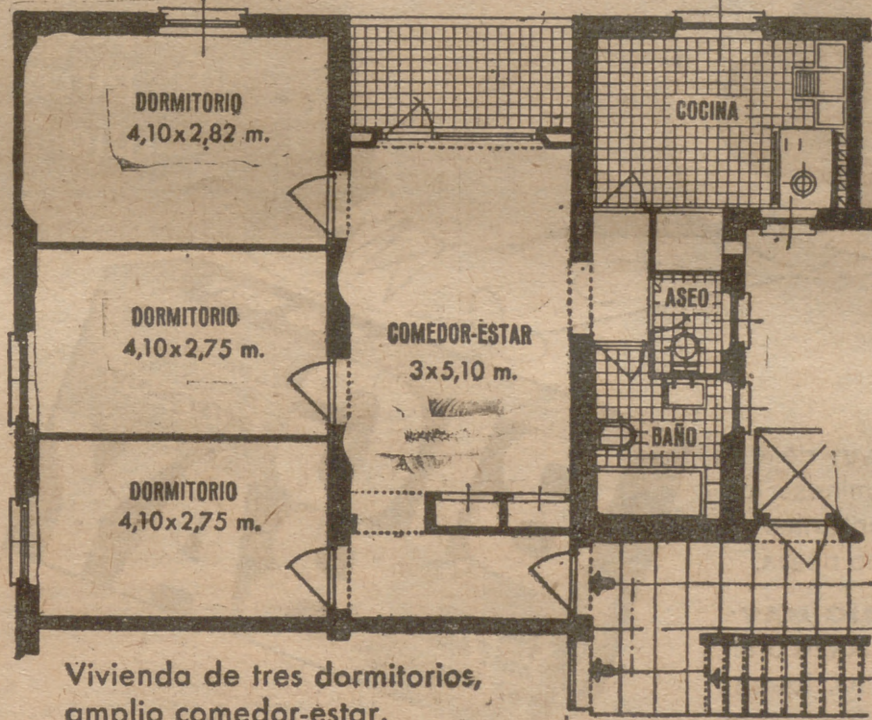 DORMITORIO
4,10x2,82 m.
COCINA
DORMITORIO
4,10x2,75 m.
COMEDOR-ESTAR
3x5,10 m.
ASEO
BAÑO
DORMITORIO
4,10x2,75 m.
Vivienda de tres dormitorios,
amplio comedor-estar,